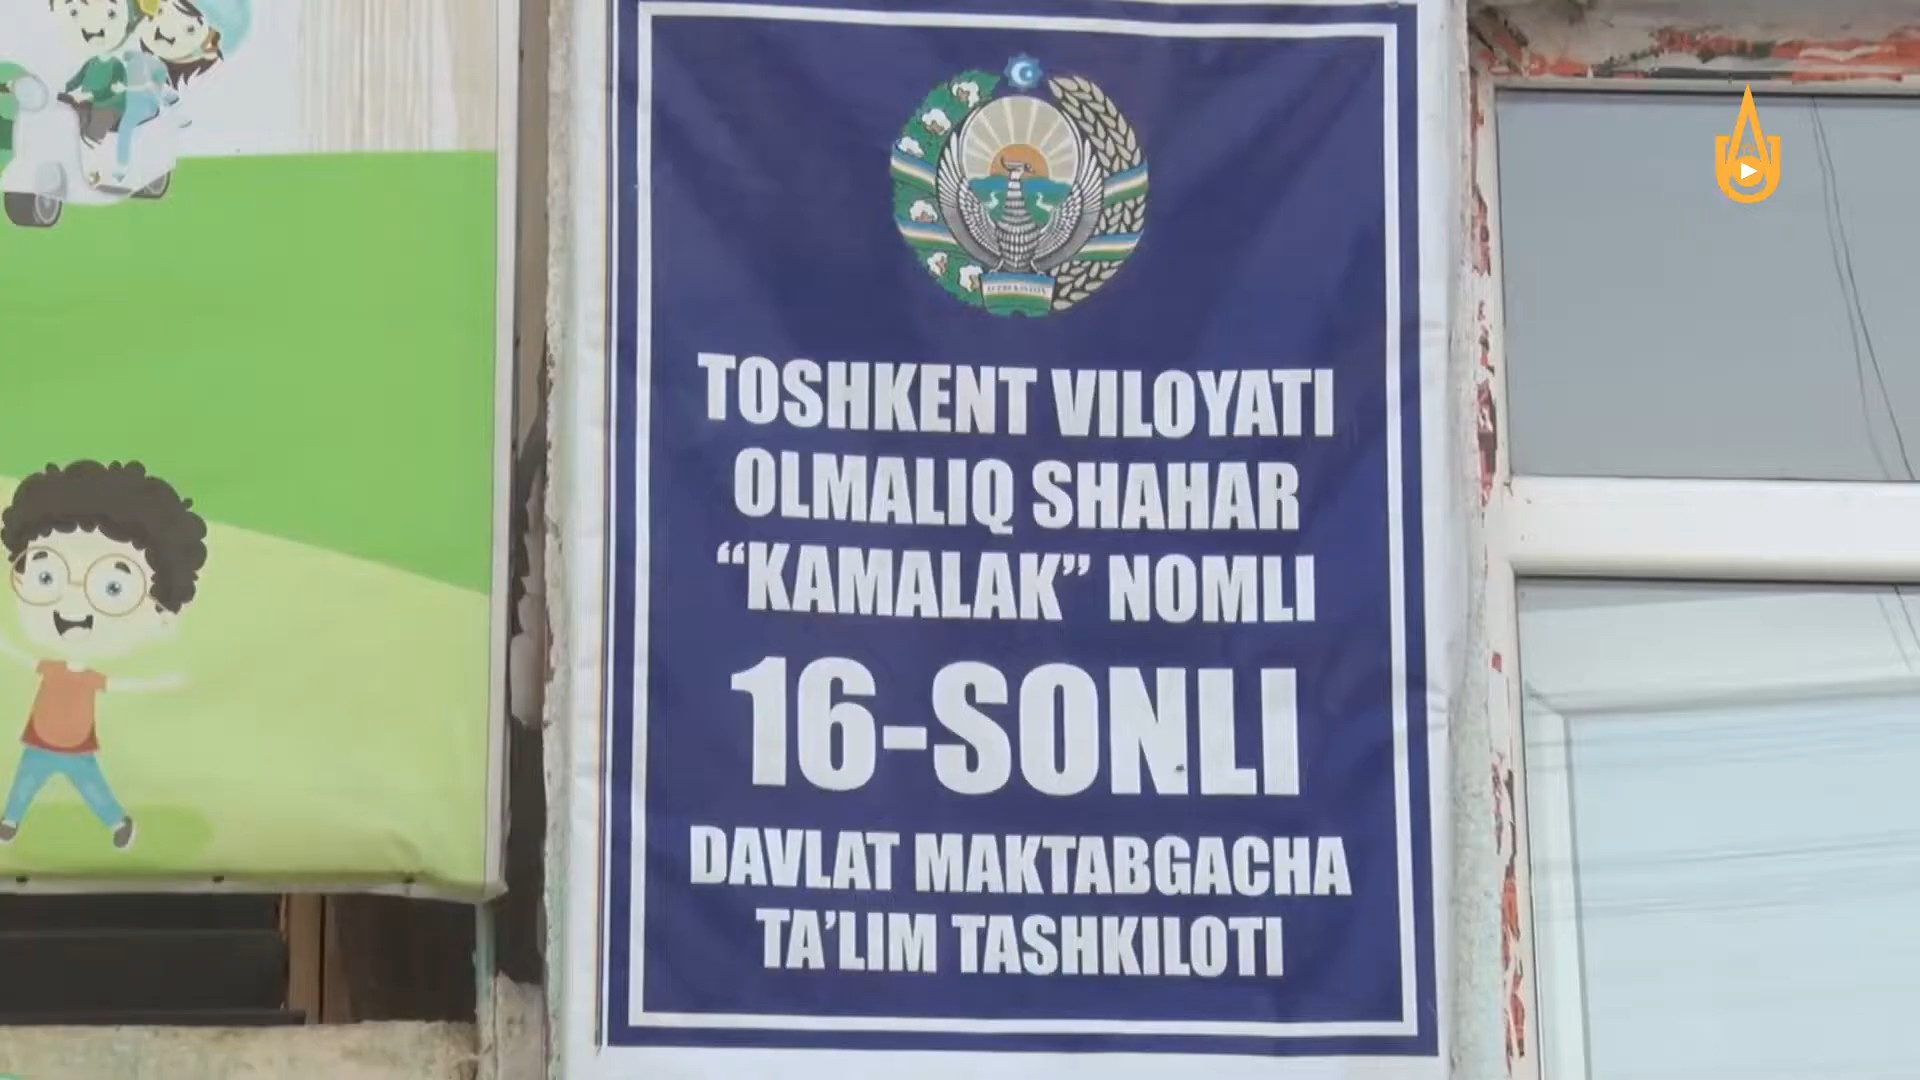 TOSHKENT VILOYATI
OLMALIQ SHAHAR
“KAMALAK” NOMLI
16-SONLI
DAVLAT MAKTABGACHA
TA’LIM TASHKILOTI